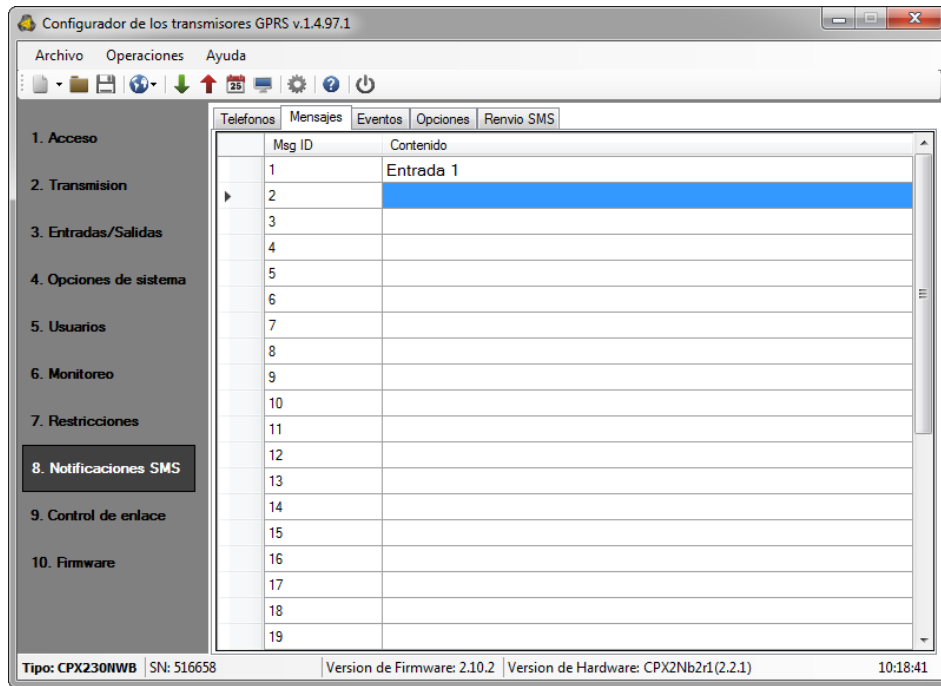 Configurador de los transmisores GPRS v.1.4.97.1
Archivo Operaciones Ayuda
25
Telefonos Mensajes Eventos Opciones Renvio SMS
1. Acceso
2. Transmision
3. Entradas/Salidas
4. Opciones de sistema
5. Usuarios
6. Monitoreo
7. Restricciones
8. Notificaciones SMS
9. Control de enlace
10. Firmware
Msg ID Contenido
1 Entrada 1
2
3
4
5
6
7
8
9
10
11
12
13
14
15
16
17
18
19
Tipo: CPX230NWB SN: 516658 Version de Firmware: 2.10.2 Version de Hardware: CPX2Nb2r1(2.2.1) 10:18:41